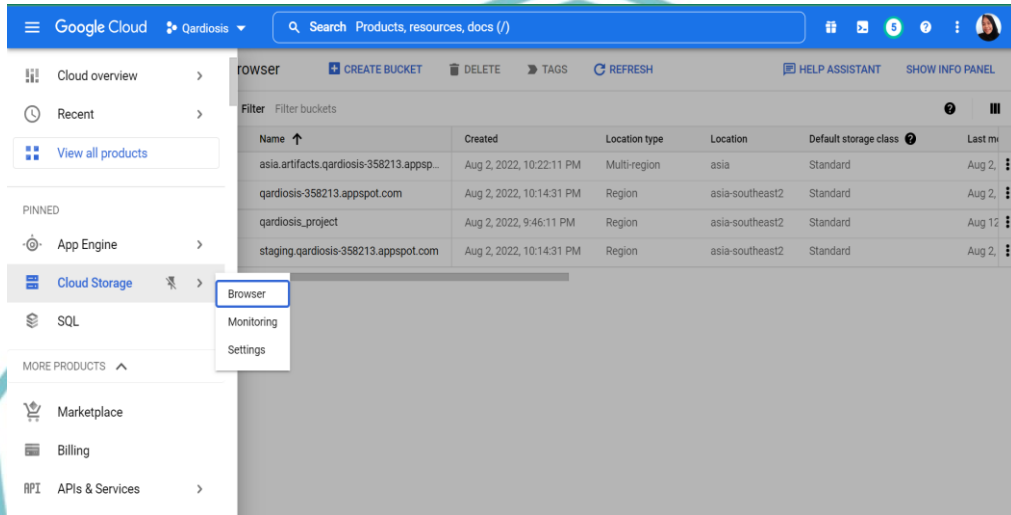 Google Cloud Qardiosis Search Products, resources, docs (/) 5
Cloud overview
Recent
View all products
PINNED
App Engine
Cloud Storage
SQL
MORE PRODUCTS
Marketplace
Billing
API APIs & Services
Browser
Monitoring
Settings
rowser CREATE BUCKET DELETE TAGS REFRESH HELP ASSISTANT SHOW INFO PANEL
Filter Filter buckets
Name Created Location type Location Default storage class Last m
asia.artifacts.qardiosis-358213.appsp... Aug 2, 2022, 10:22:11 PM Multi-region asia Standard Aug 2,
qardiosis-358213.appspot.com Aug 2, 2022, 10:14:31 PM Region asia-southeast2 Standard Aug 2,
qardiosis_project Aug 2, 2022, 9:46:11 PM Region asia-southeast2 Standard Aug 12
staging.qardiosis-358213.appspot.com Aug 2, 2022, 10:14:31 PM Region asia-southeast2 Standard Aug 2,